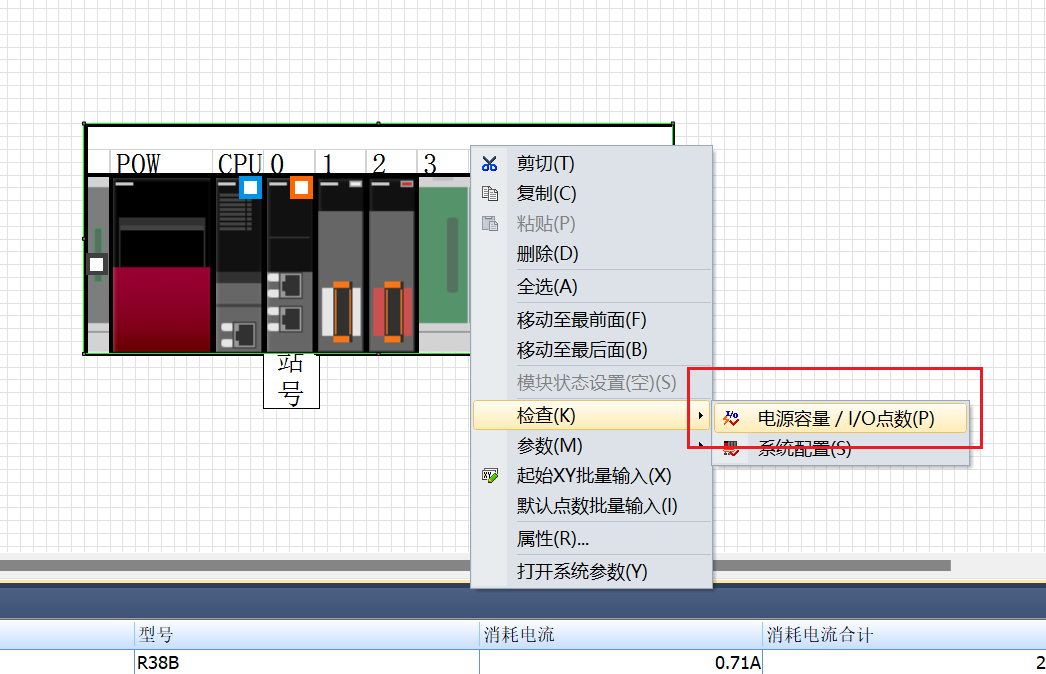 POW CPU 0 1 2 3
站
号
剪切(T)
复制(C)
粘贴(P)
删除(D)
全选(A)
移动至最前面(F)
移动至最后面(B)
模块状态设置(空)(S)
检查(K)
电源容量 / I/O点数(P)
参数(M)
系统配置(S)
起始XY批量输入(X)
默认点数批量输入(I)
属性(R)...
打开系统参数(Y)
型号 消耗电流 消耗电流合计
R38B 0.71A 2